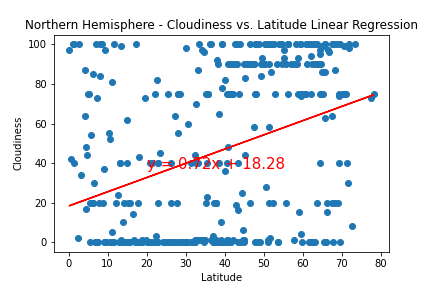 Northern Hemisphere - Cloudiness vs. Latitude Linear Regression
100
80
60
40
20
0
Cloudiness
y = 0.72x + 18.28
0 10 20 30 40 50 60 70 80
Latitude